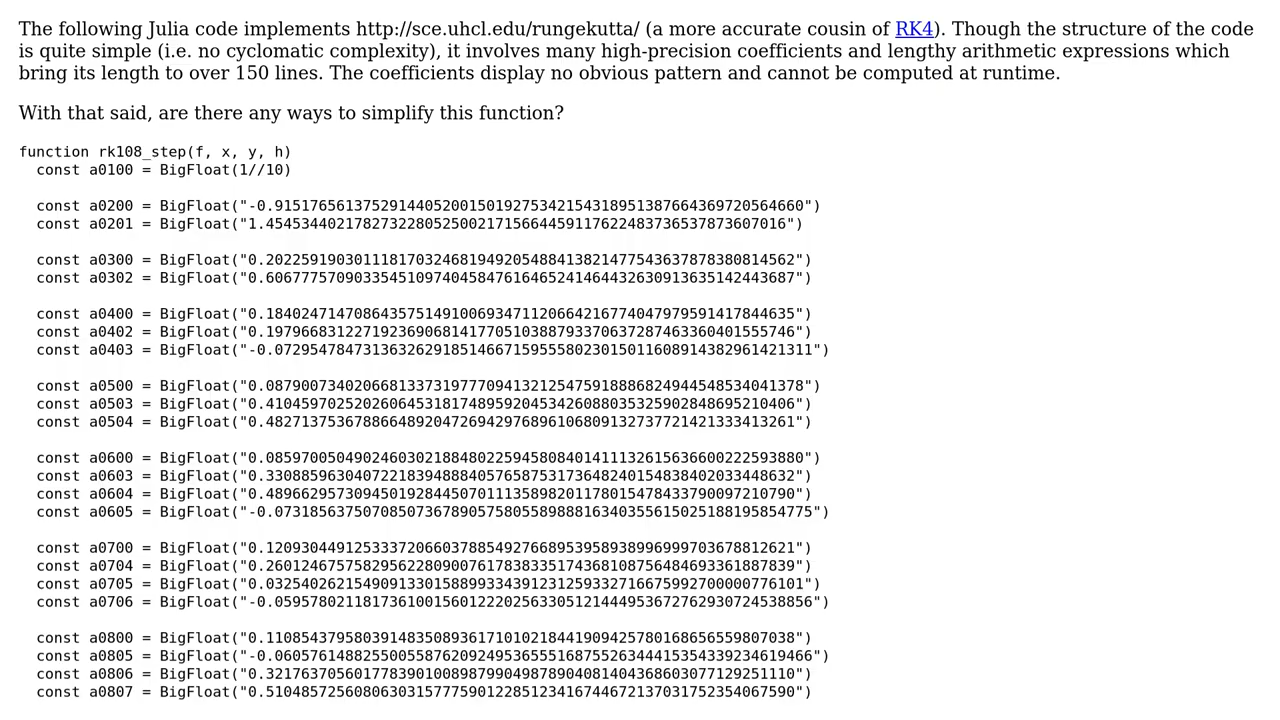 The following Julia code implements http://sce.uhcl.edu/rungekutta/ (a more accurate cousin of RK4). Though the structure of the code
is quite simple (i.e. no cyclomatic complexity), it involves many high-precision coefficients and lengthy arithmetic expressions which
bring its length to over 150 lines. The coefficients display no obvious pattern and cannot be computed at runtime.
With that said, are there any ways to simplify this function?
function rk108_step(f, x, y, h)
const a0100 = BigFloat(1//10)
const a0200 = BigFloat("-0.915176561375291440520015019275342154318951387664369720564660")
const a0201 = BigFloat("1.45453440217827322805250021715664459117622483736537873607016")
const a0300 = BigFloat("0.202259190301118170324681949205488413821477543637878380814562")
const a0302 = BigFloat("0.606777570903354510974045847616465241464432630913635142443687")
const a0400 = BigFloat("0.184024714708643575149100693471120664216774047979591417844635")
const a0402 = BigFloat("0.197966831227192369068141770510388793370637287463360401555746")
const a0403 = BigFloat("-0.0729547847313632629185146671595558023015011608914382961421311")
const a0500 = BigFloat("0.0879007340206681337319777094132125475918886824944548534041378")
const a0503 = BigFloat("0.410459702520260645318174895920453426088035325902848695210406")
const a0504 = BigFloat("0.482713753678866489204726942976896106809132737721421333413261")
const a0600 = BigFloat("0.0859700504902460302188480225945808401411132615636600222593880")
const a0603 = BigFloat("0.330885963040722183948884057658753173648240154838402033448632")
const a0604 = BigFloat("0.489662957309450192844507011135898201178015478433790097210790")
const a0605 = BigFloat("-0.0731856375070850736789057580558988816340355615025188195854775")
const a0700 = BigFloat("0.120930449125333720660378854927668953958938996999703678812621")
const a0704 = BigFloat("0.260124675758295622809007617838335174368108756484693361887839")
const a0705 = BigFloat("0.0325402621549091330158899334391231259332716675992700000776101")
const a0706 = BigFloat("-0.0595780211817361001560122202563305121444953672762930724538856")
const a0800 = BigFloat("0.110854379580391483508936171010218441909425780168656559807038")
const a0805 = BigFloat("-0.0605761488255005587620924953655516875526344415354339234619466")
const a0806 = BigFloat("0.321763705601778390100898799049878904081404368603077129251110")
const a0807 = BigFloat("0.510485725608063031577759012285123416744672137031752354067590")